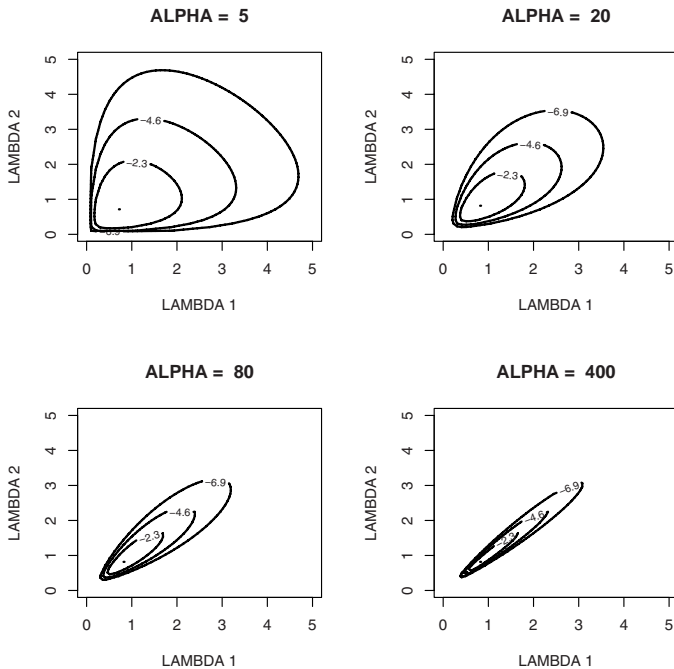 ALPHA = 5
LAMBDA 2
5
4
3
2
1
0
−4.6
−2.3
−6.9
0 1 2 3 4 5
LAMBDA 1
ALPHA = 20
LAMBDA 2
5
4
3
2
1
0
−6.9
−4.6
−2.3
0 1 2 3 4 5
LAMBDA 1
ALPHA = 80
LAMBDA 2
5
4
3
2
1
0
−6.9
−4.6
−2.3
0 1 2 3 4 5
LAMBDA 1
ALPHA = 400
LAMBDA 2
5
4
3
2
1
0
−6.9
−4.6
−2.3
0 1 2 3 4 5
LAMBDA 1